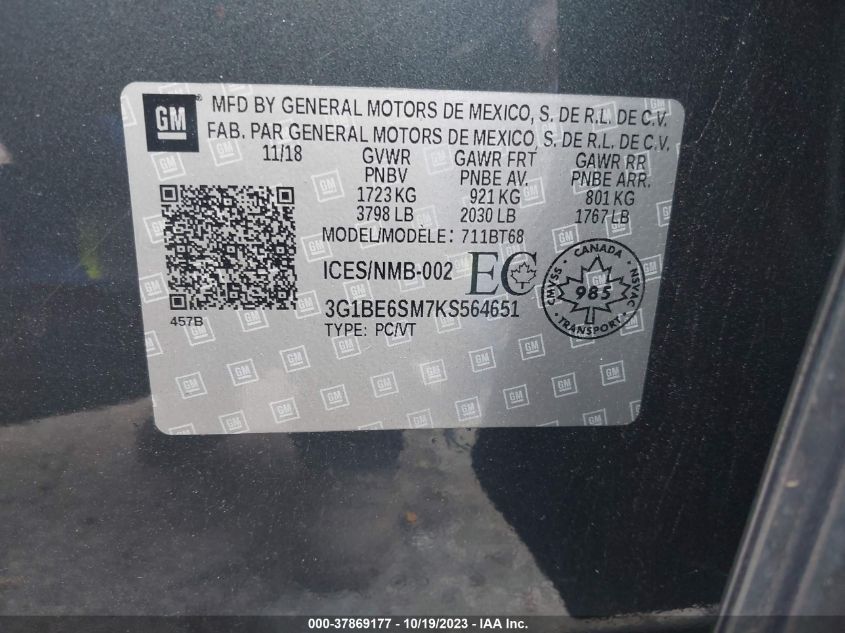 GM ® MFD BY GENERAL MOTORS DE MEXICO, S. DE R.L. DE C.V.
FAB. PAR GENERAL MOTORS DE MEXICO, S. DE R.L. DE C.V.
11/18 GVWR GAWR FRT GAWR RR
PNBV PNBE AV. PNBE ARR.
1723 KG 921 KG 801 KG
3798 LB 2030 LB 1767 LB
MODEL/MODÈLE: 711BT68
ICES/NMB-002 EC
CANADA
CMVSS 985 NSVAC
TRANSPORT
3G1BE6SM7KS564651
457B
TYPE: PC/VT
000-37869177 - 10/19/2023 - IAA Inc.